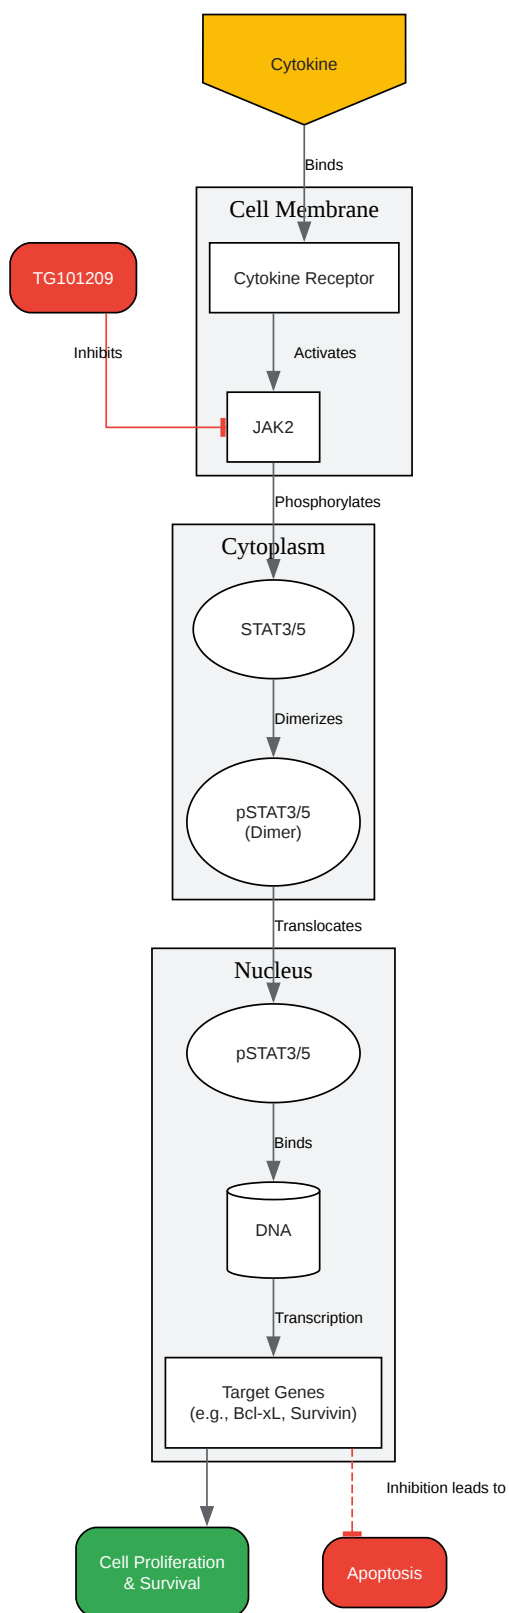 Cytokine
Binds
Cell Membrane
TG101209
Cytokine Receptor
Inhibits
Activates
JAK2
Phosphorylates
Cytoplasm
STAT3/5
Dimerizes
pSTAT3/5
(Dimer)
Translocates
Nucleus
pSTAT3/5
Binds
DNA
Transcription
Target Genes
(e.g., Bcl-xL, Survivin)
Inhibition leads to
Cell Proliferation
& Survival
Apoptosis